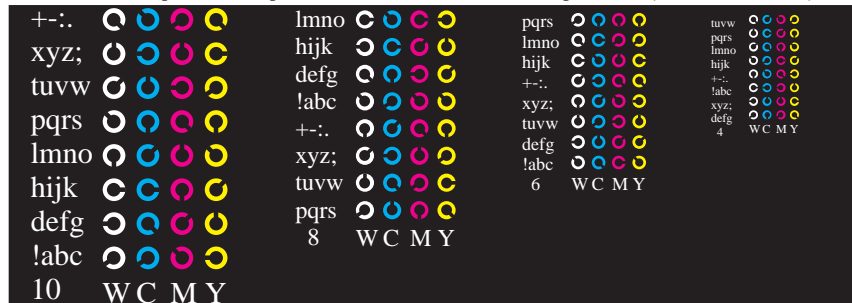 +-:.
xyz;
tuvw
pqrs
lmno
hijk
defg
!abc
10 W C M Y
lmno
hijk
defg
!abc
+-:.
xyz;
tuvw
pqrs
8 W C M Y
pqrs
lmno
hijk
+-:.
xyz;
tuvw
defg
!abc
6 W C M Y
tuvw
pqrs
lmno
hijk
+-:.
!abc
xyz;
defg
4 W C M Y